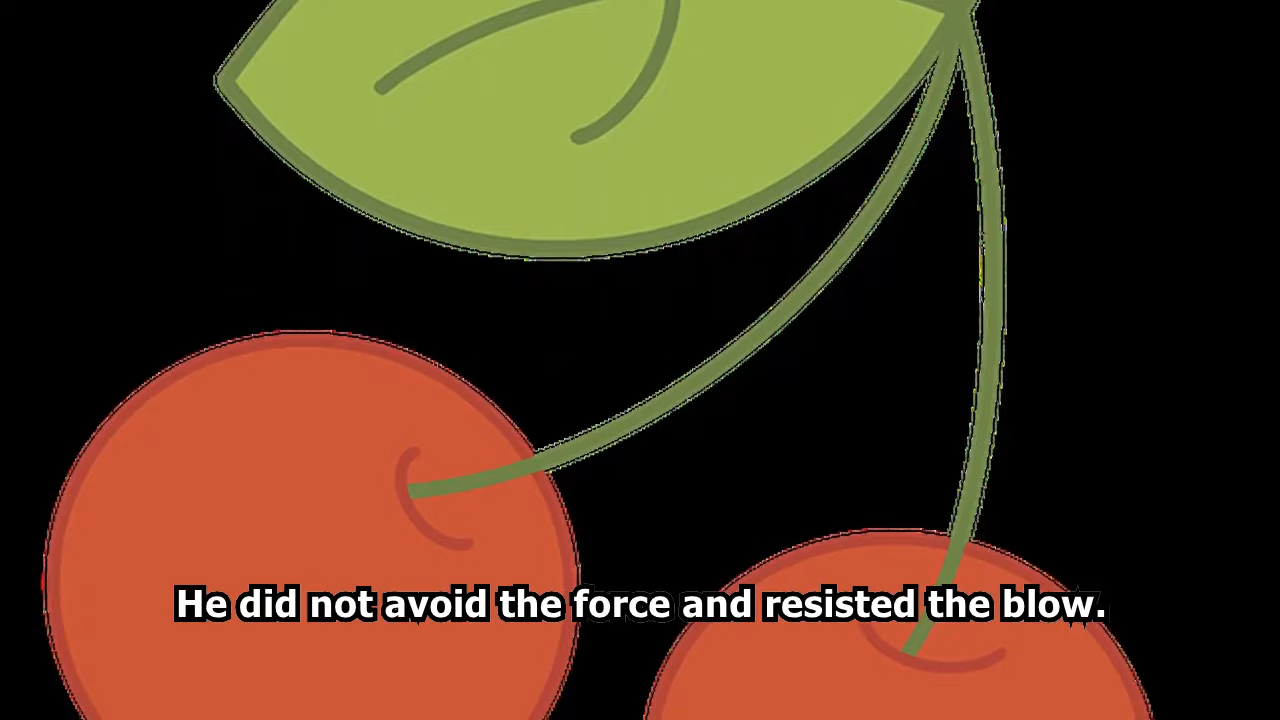 He did not avoid the force and resisted the blow.